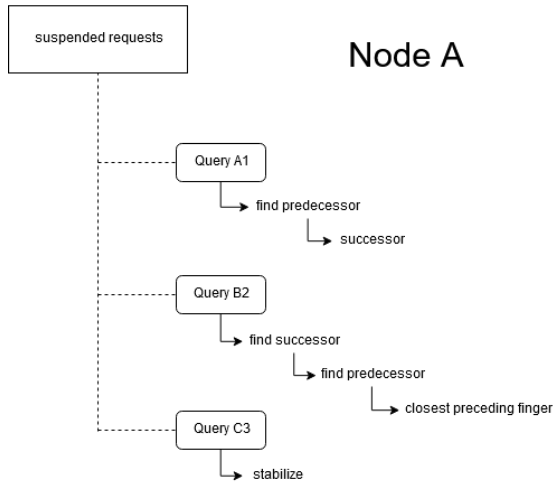 suspended requests
Node A
Query A1
find predecessor
successor
Query B2
find successor
find predecessor
closest preceding finger
Query C3
stabilize